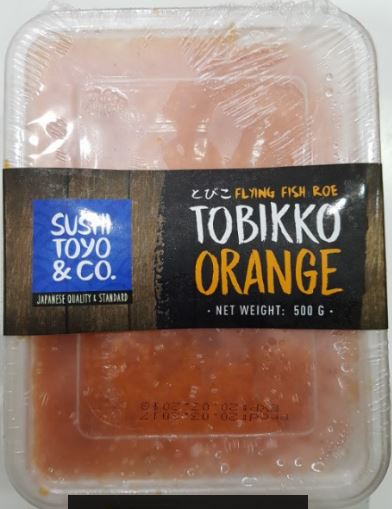 SUSHI
TOYO
& CO.
JAPANESE QUALITY & STANDARD
とびこ FLYING FISH ROE
TOBIKKO
ORANGE
· NET WEIGHT: 500 G ·